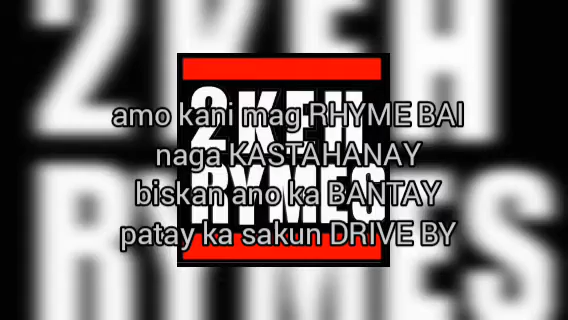 2KEH
RYMES
amo kani mag RHYME BAI
naga KASTAHANAY
biskan ano ka BANTAY
patay ka sakun DRIVE BY